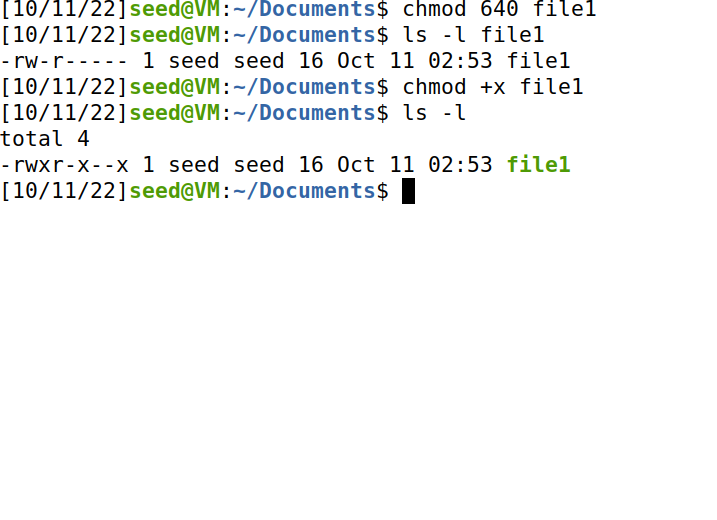 [10/11/22]seed@VM:~/Documents$ chmod 640 file1
[10/11/22]seed@VM:~/Documents$ ls -l file1
-rw-r----- 1 seed seed 16 Oct 11 02:53 file1
[10/11/22]seed@VM:~/Documents$ chmod +x file1
[10/11/22]seed@VM:~/Documents$ ls -l
total 4
-rwxr-x--x 1 seed seed 16 Oct 11 02:53 file1
[10/11/22]seed@VM:~/Documents$